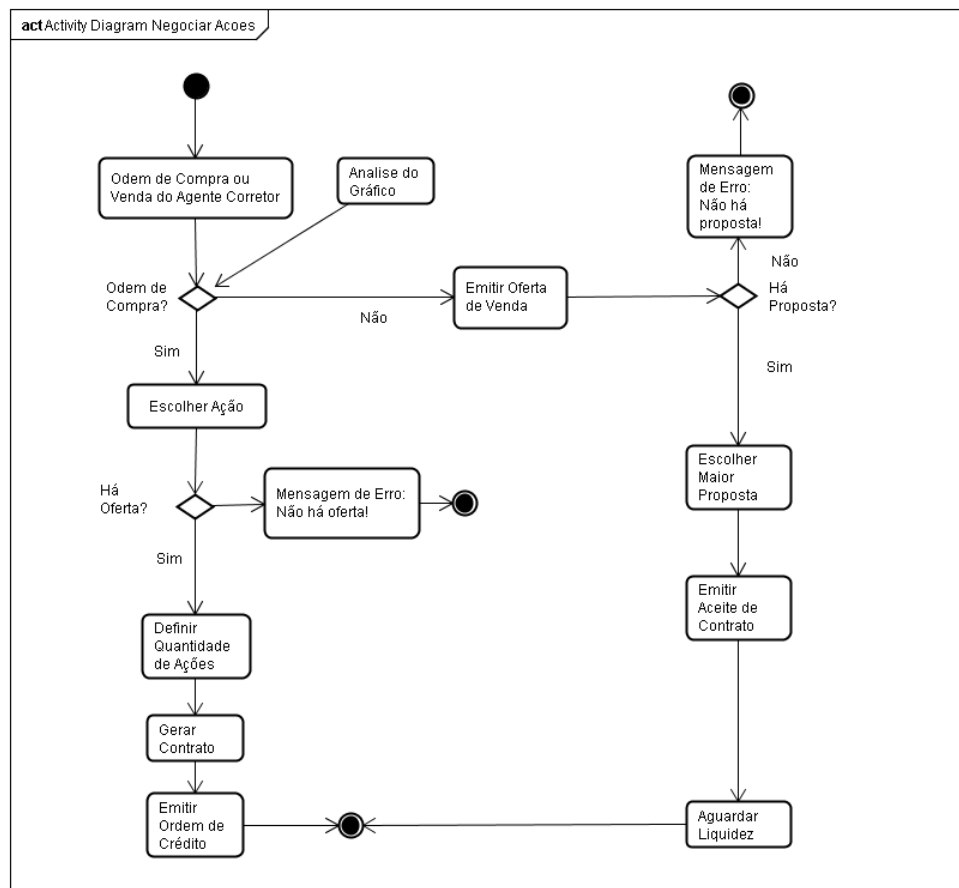 act Activity Diagram Negociar Acoes
Odem de Compra ou
Venda do Agente Corretor
Analise do
Gráfico
Mensagem
de Erro:
Não há
proposta!
Odem de
Compra?
Não
Emitir Oferta
de Venda
Não
Há
Proposta?
Sim
Sim
Escolher Ação
Há
Oferta?
Mensagem de Erro:
Não há oferta!
Sim
Escolher
Maior
Proposta
Emitir
Aceite de
Contrato
Definir
Quantidade
de Ações
Gerar
Contrato
Emitir
Ordem de
Crédito
Aguardar
Liquidez